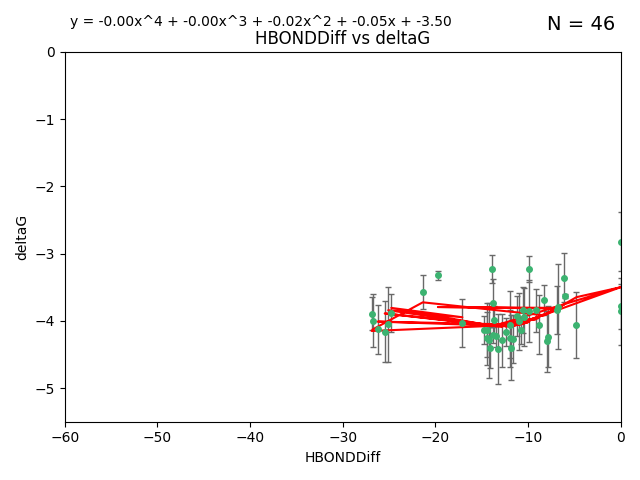 y = -0.00x^4 + -0.00x^3 + -0.02x^2 + -0.05x + -3.50
N = 46
HBONDDiff vs deltaG
0
−1
−2
−3
−4
−5
deltaG
−60 −50 −40 −30 −20 −10 0
HBONDDiff